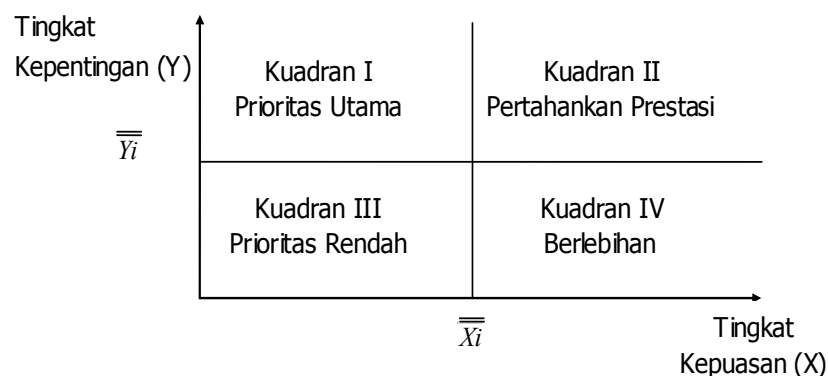 Tingkat
Kepentingan (Y)
Kuadran I
Prioritas Utama
Kuadran II
Pertahankan Prestasi
Yi
Kuadran III
Prioritas Rendah
Kuadran IV
Berlebihan
Xi
Tingkat
Kepuasan (X)